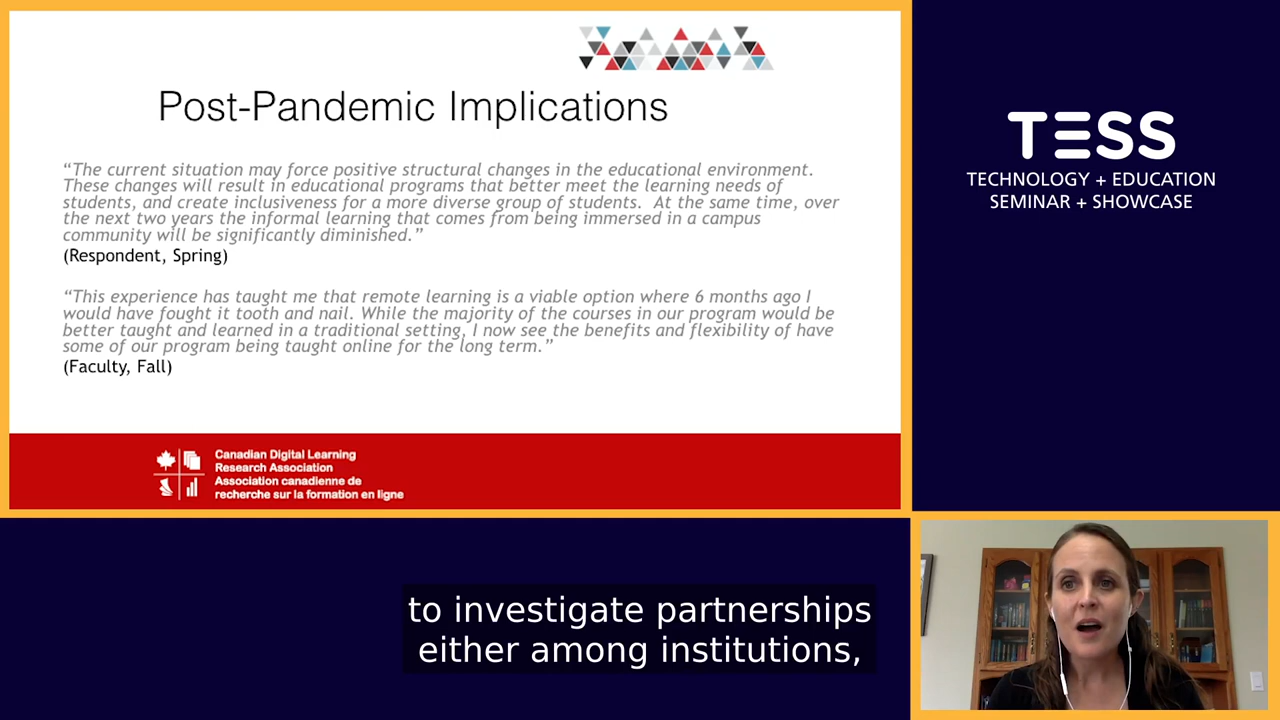 Post-Pandemic Implications
“The current situation may force positive structural changes in the educational environment.
These changes will result in educational programs that better meet the learning needs of
students, and create inclusiveness for a more diverse group of students. At the same time, over
the next two years the informal learning that comes from being immersed in a campus
community will be significantly diminished.”
(Respondent, Spring)
“This experience has taught me that remote learning is a viable option where 6 months ago I
would have fought it tooth and nail. While the majority of the courses in our program would be
better taught and learned in a traditional setting, I now see the benefits and flexibility of have
some of our program being taught online for the long term.”
(Faculty, Fall)
Canadian Digital Learning
Research Association
Association canadienne de
recherche sur la formation en ligne
TESS
TECHNOLOGY + EDUCATION
SEMINAR + SHOWCASE
to investigate partnerships
either among institutions,